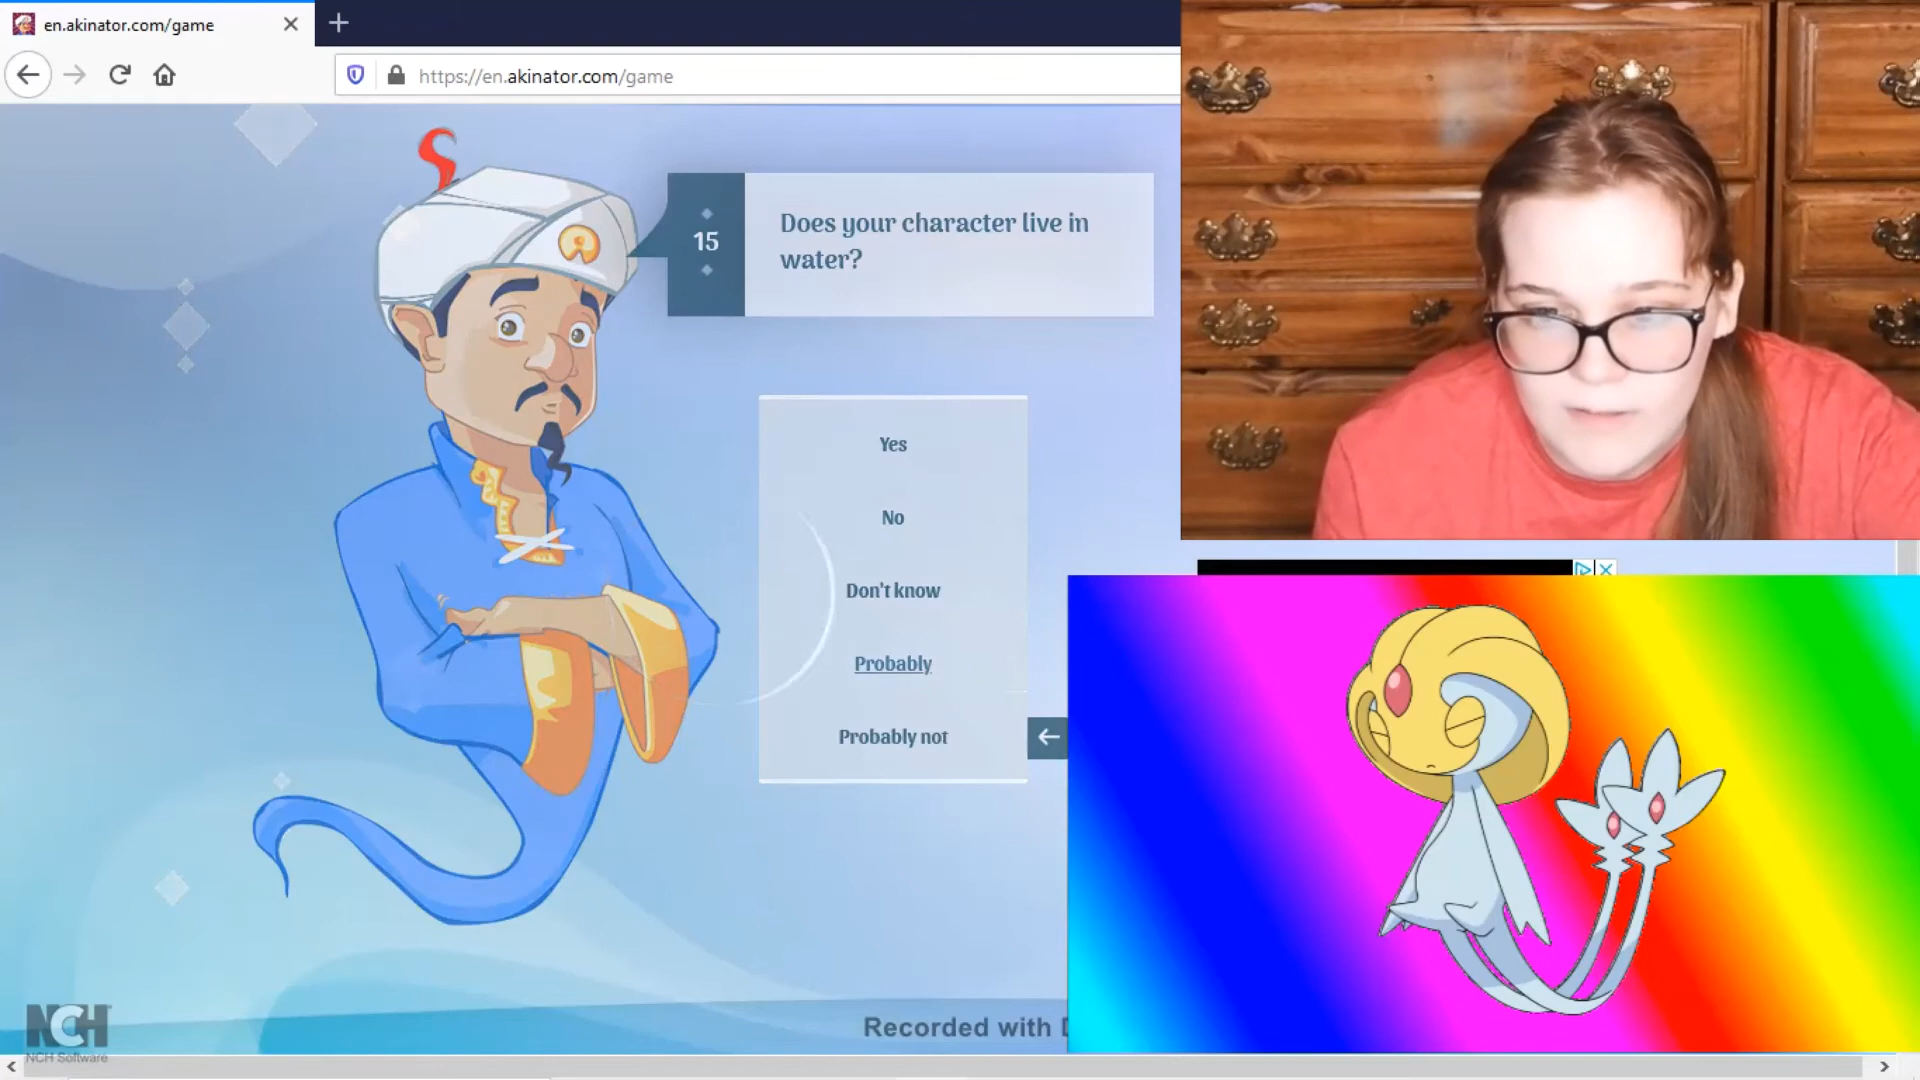 en.akinator.com/game
https://en.akinator.com/game
15
Does your character live in
water?
Yes
No
Don't know
Probably
Probably not
Recorded with
NCH
NCH Software